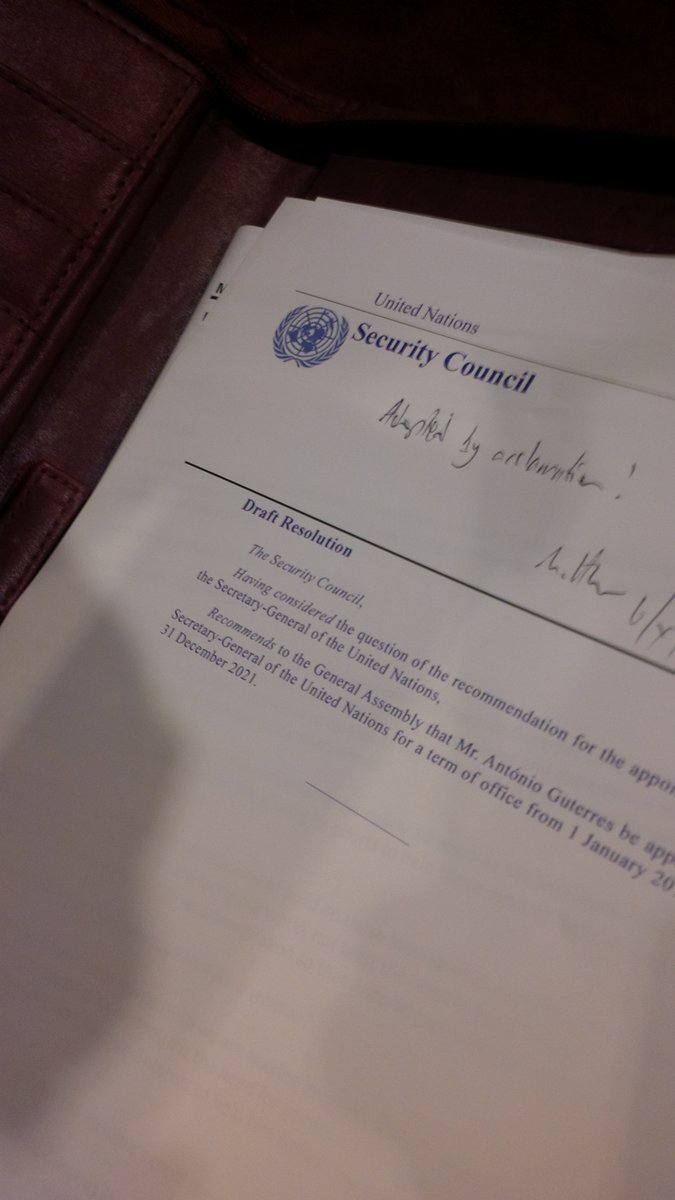 N
United Nations
Security Council
Adopted by acclamation!
Draft Resolution
The Security Council,
Having considered the question of the recommendation for the appoi
the Secretary-General of the United Nations,
Recommends to the General Assembly that Mr. António Guterres be app
Secretary-General of the United Nations for a term of office from 1 January 20
31 December 2021.